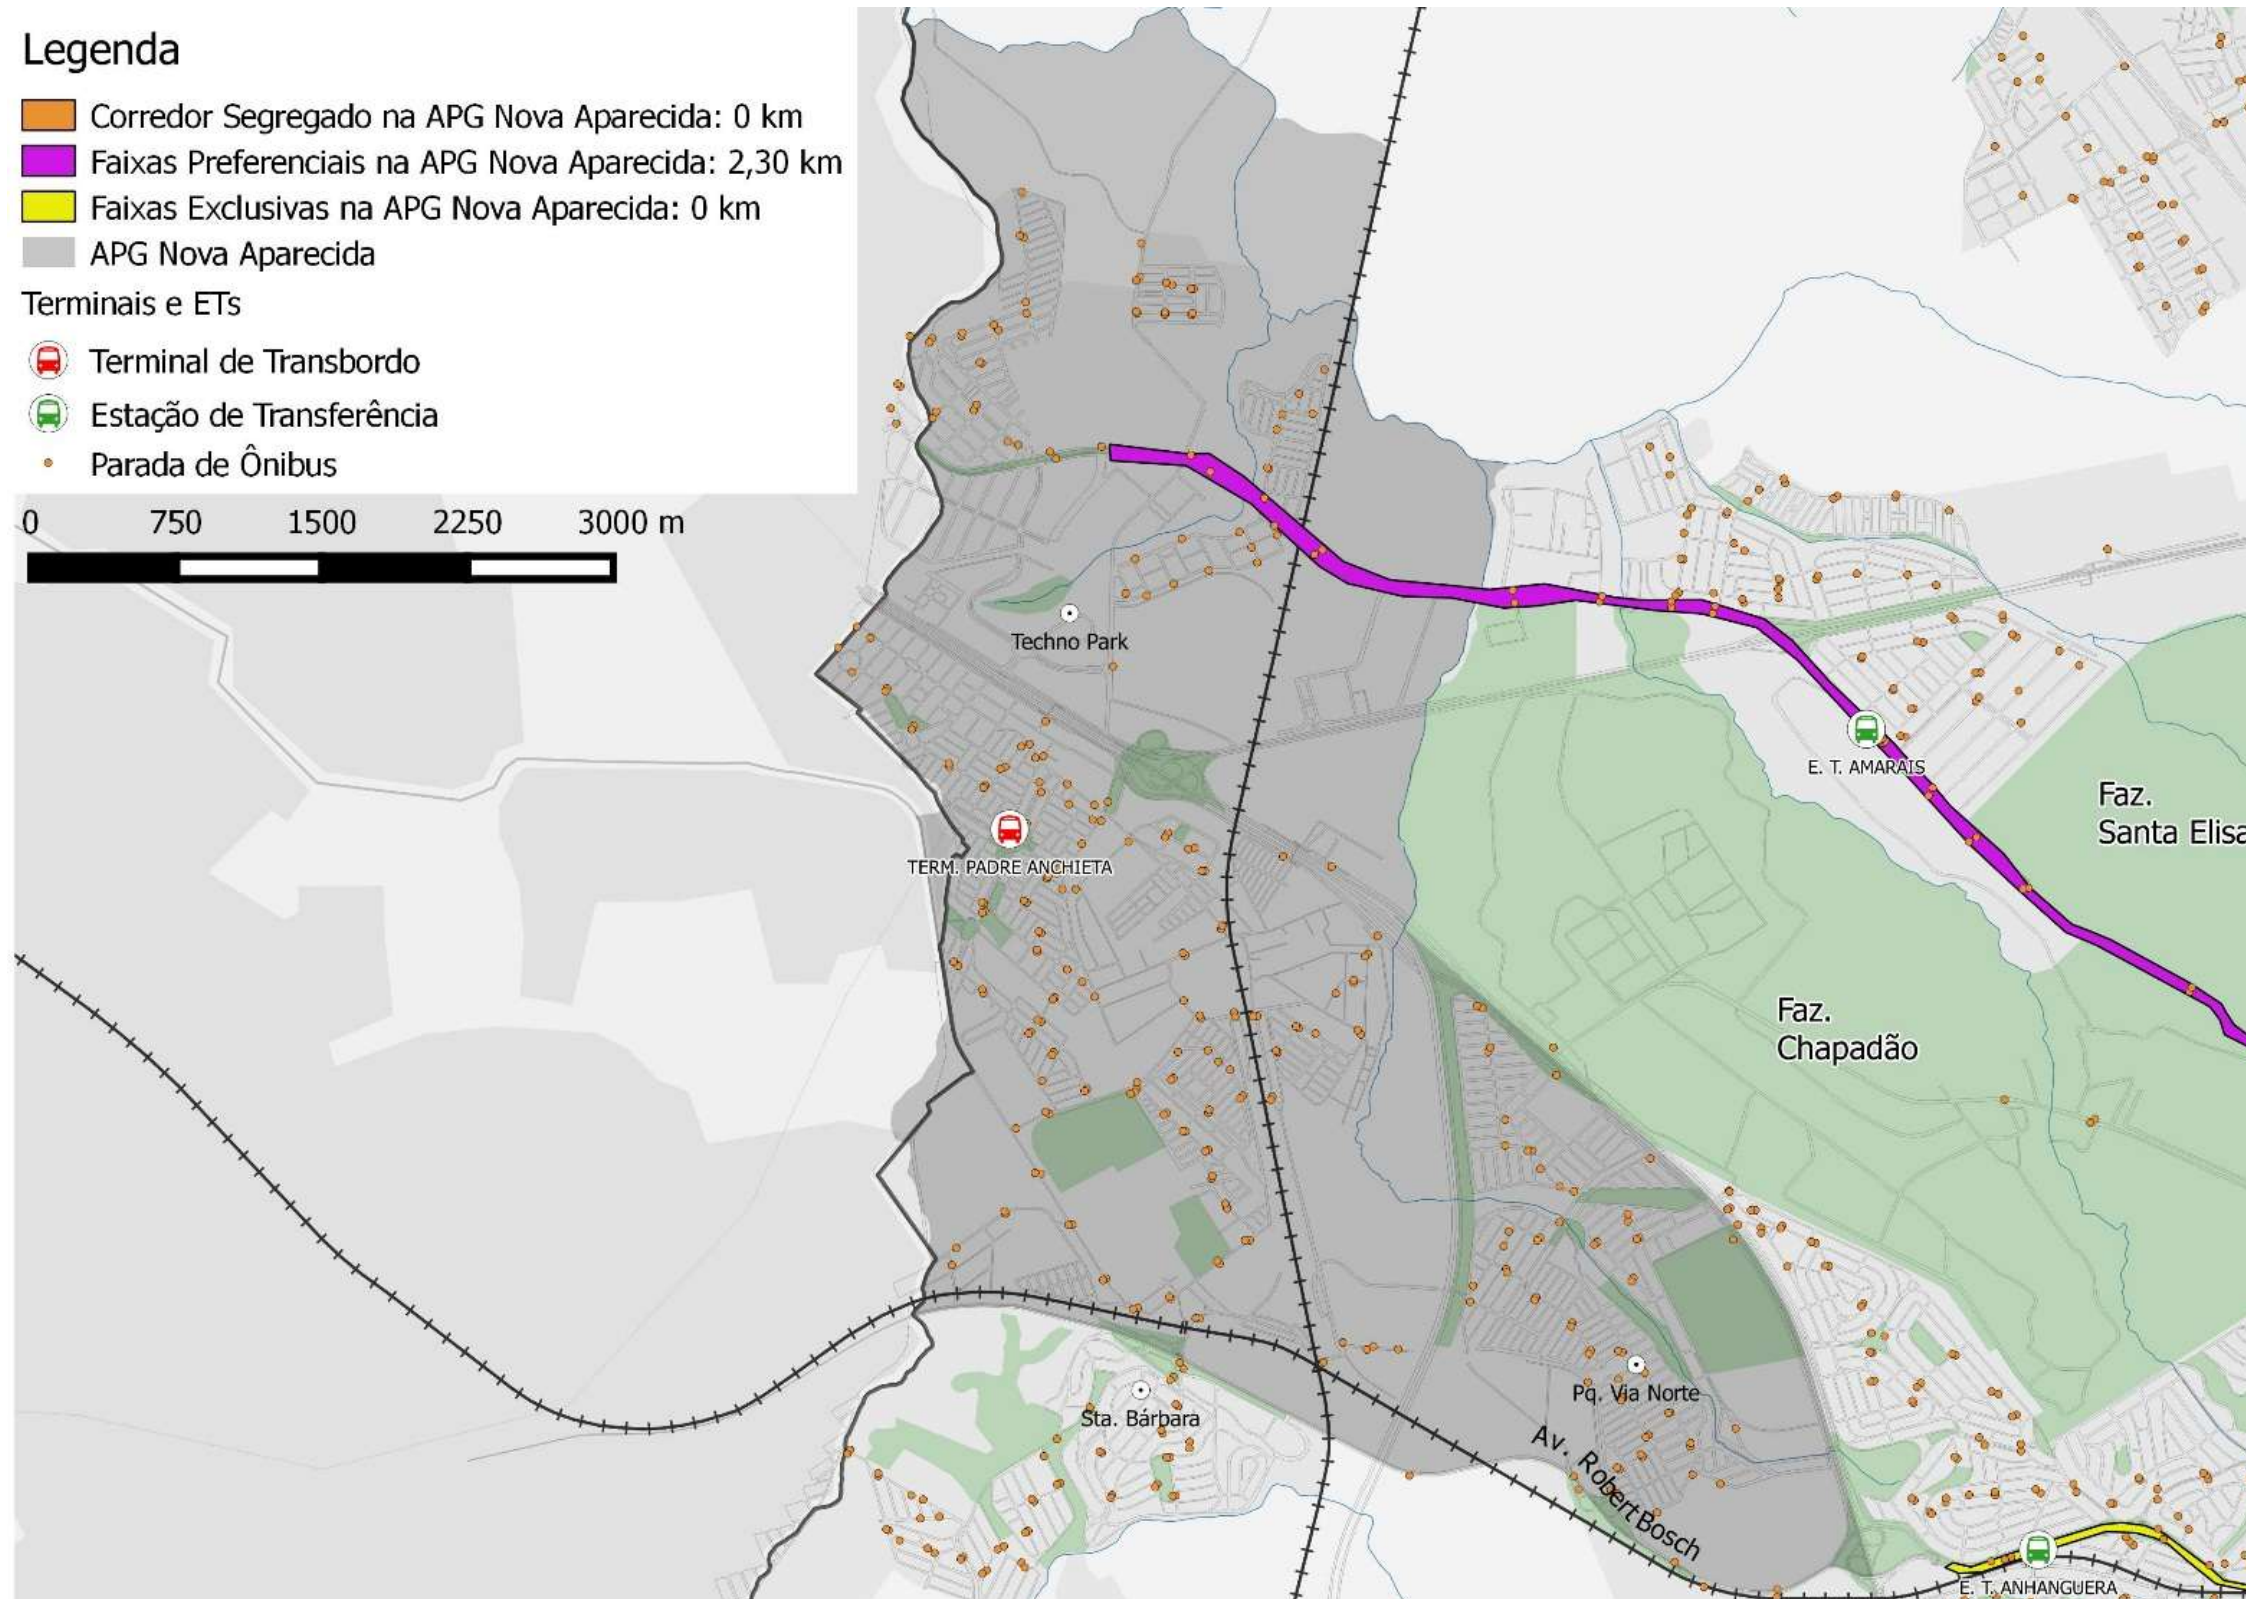 Legenda
Corredor Segregado na APG Nova Aparecida: 0 km
Faixas Preferenciais na APG Nova Aparecida: 2,30 km
Faixas Exclusivas na APG Nova Aparecida: 0 km
APG Nova Aparecida
Terminais e ETs
Terminal de Transbordo
Estação de Transferência
Parada de Ônibus
0 750 1500 2250 3000 m
Techno Park
E. T. AMARAIS
Faz.
Santa Elisa
TERM. PADRE ANCHIETA
Faz.
Chapadão
Pq. Via Norte
Sta. Bárbara
Av. Robert Bosch
E. T. ANHANGUERA